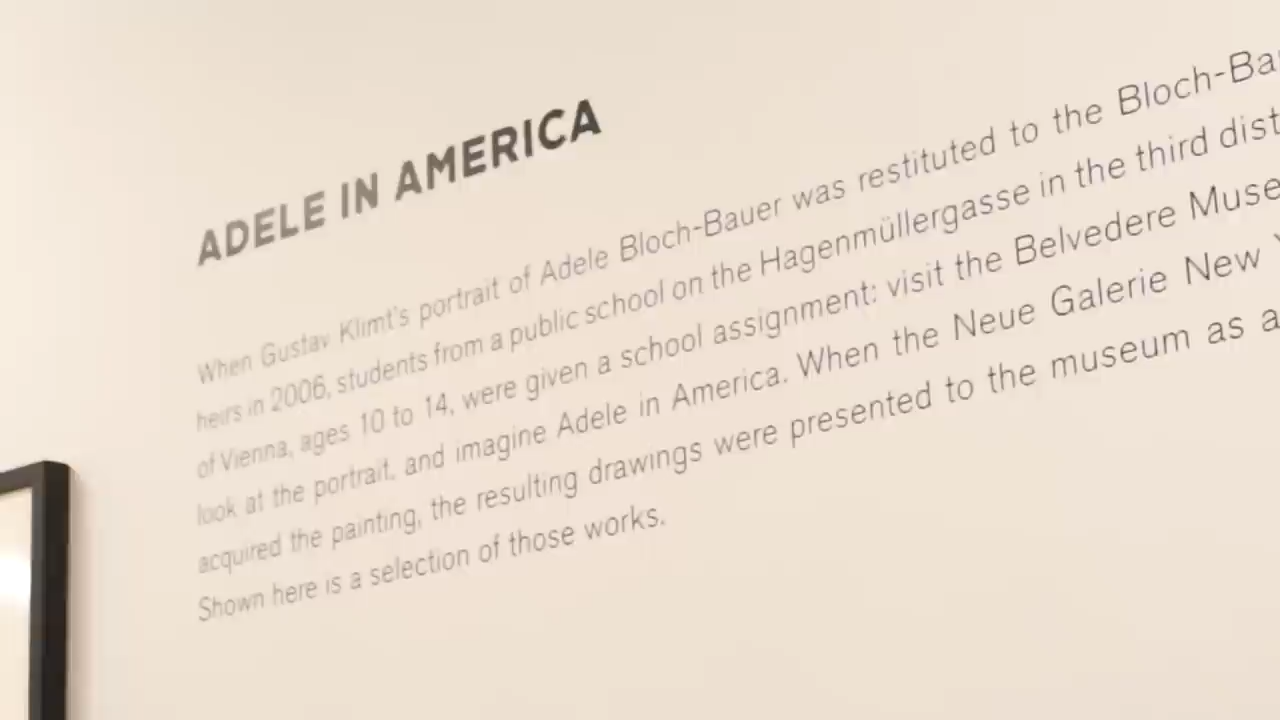 ADELE IN AMERICA
When Gustav Klimt's portrait of Adele Bloch-Bauer was restituted to the Bloch-Ba
heirs in 2006, students from a public school on the Hagenmüllergasse in the third dist
of Vienna, ages 10 to 14, were given a school assignment: visit the Belvedere Muse
look at the portrait, and imagine Adele in America. When the Neue Galerie New
acquired the painting, the resulting drawings were presented to the museum as a
Shown here is a selection of those works.